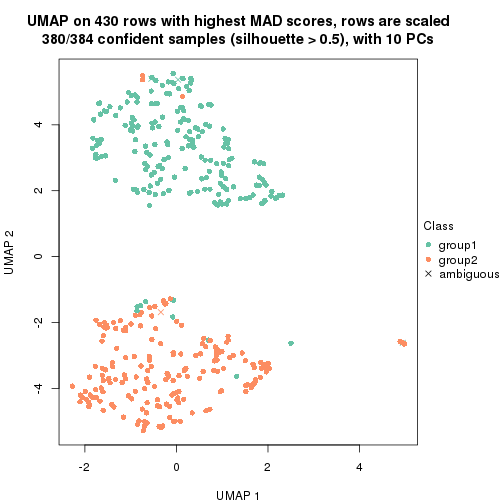 UMAP on 430 rows with highest MAD scores, rows are scaled
380/384 confident samples (silhouette > 0.5), with 10 PCs
4
2
0
-2
-4
UMAP 2
-2
0
2
4
UMAP 1
Class
group1
group2
ambiguous